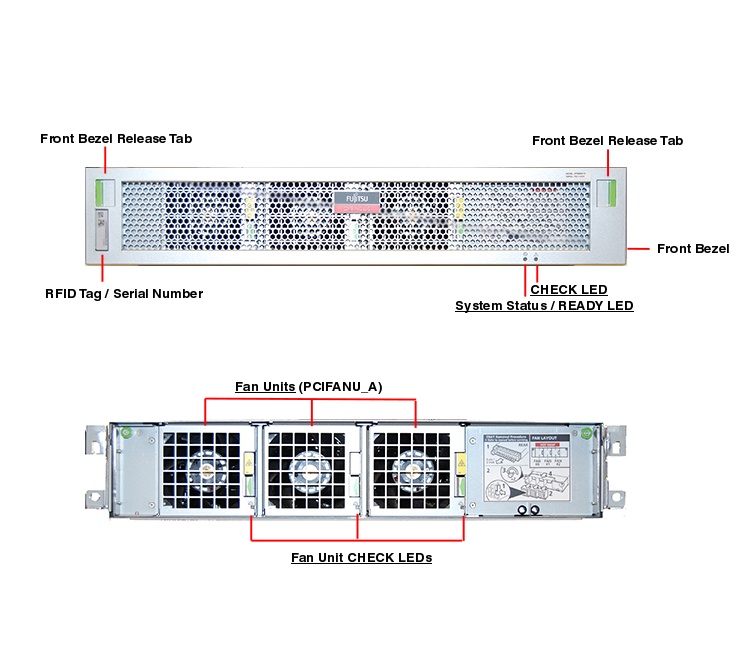 Front Bezel Release Tab
Front Bezel Release Tab
FUJITSU
Front Bezel
RFID Tag / Serial Number
CHECK LED
System Status / READY LED
Fan Units (PCIFANU_A)
FAN LAYOUT
Fan Unit CHECK LEDs